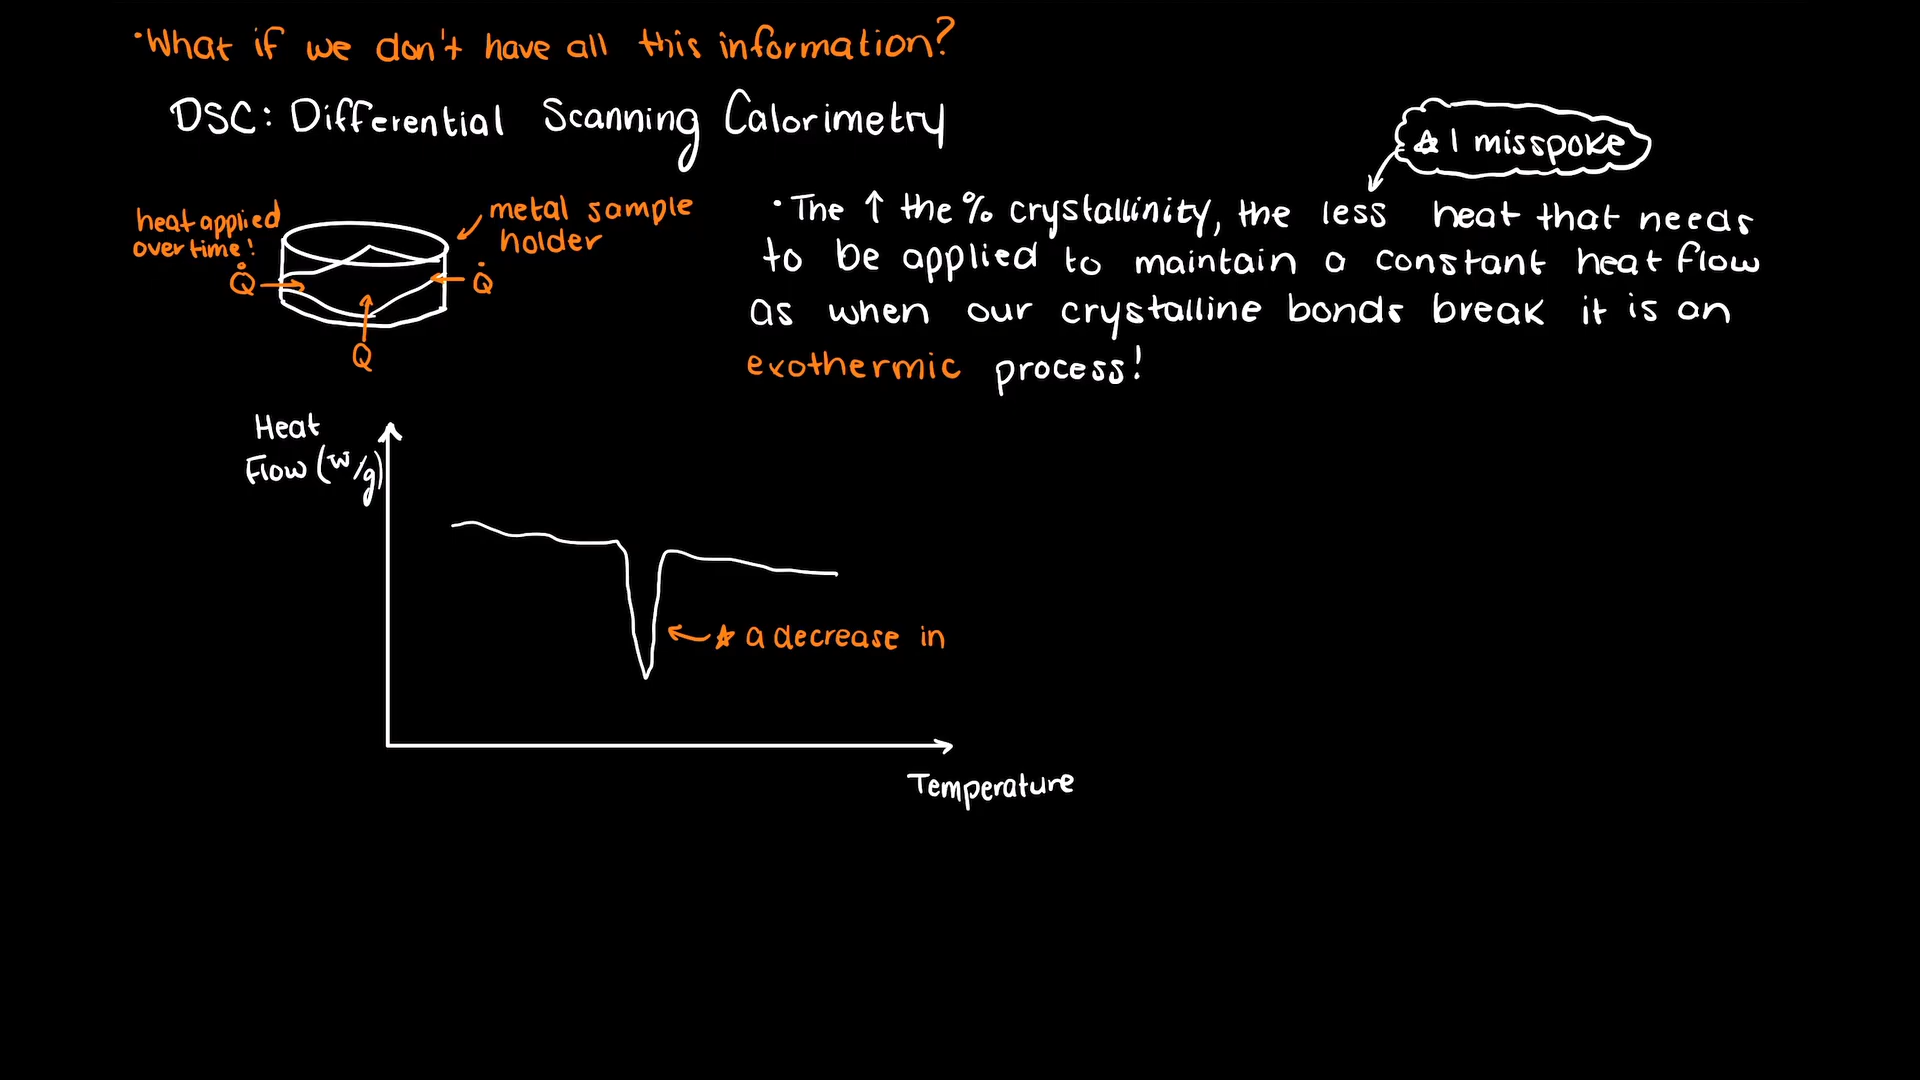 ·What if we don't have all this information?
DSC: Differential Scanning Calorimetry
☆ I misspoke
heat applied
over time!
metal sample
holder
Q̇
Q̇
Q
·The ↑ the % crystallinity, the less heat that needs
to be applied to maintain a constant heat flow
as when our crystalline bonds break it is an
exothermic process!
Heat
Flow (W/g)
☆ a decrease in
Temperature